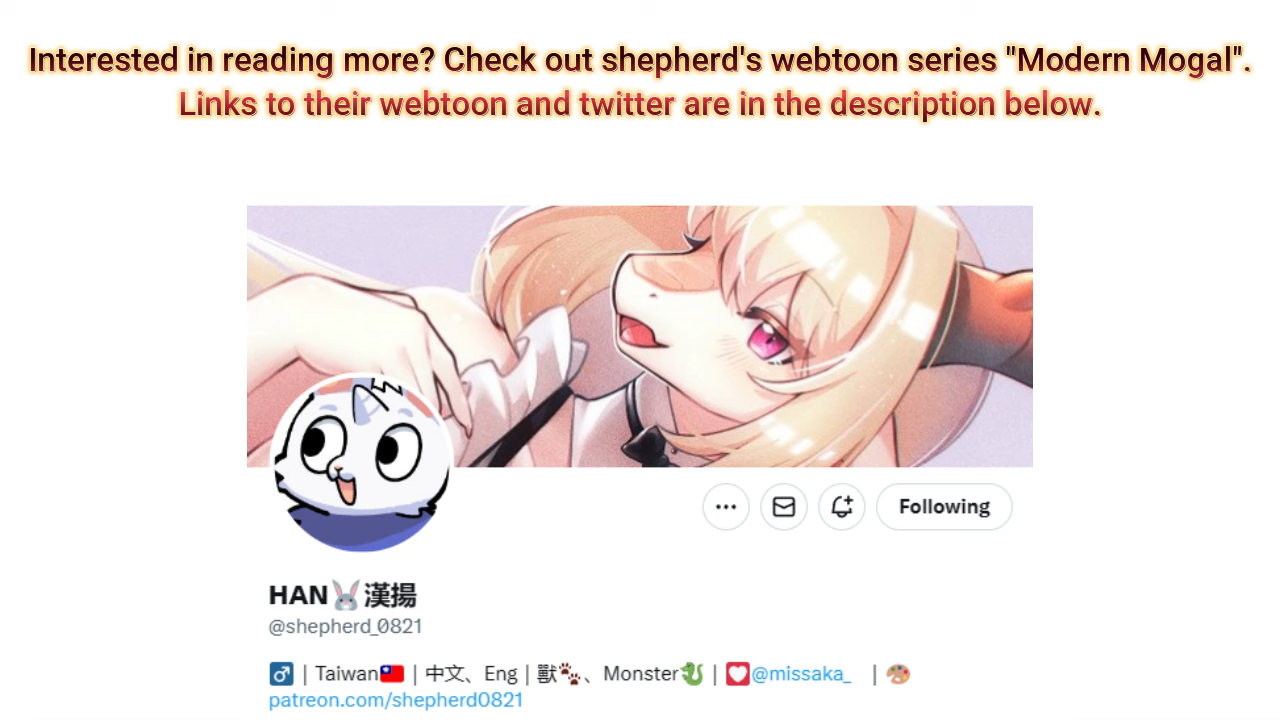 Interested in reading more? Check out shepherd's webtoon series "Modern Mogal".
Links to their webtoon and twitter are in the description below.
Following
HAN🐰漢揚
@shepherd_0821
♂️ | Taiwan🇹🇼 | 中文、Eng | 獸🐾、Monster🐉 | 💟@missaka_ | 🎨
patreon.com/shepherd0821